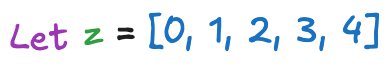 Let z = [0, 1, 2, 3, 4]